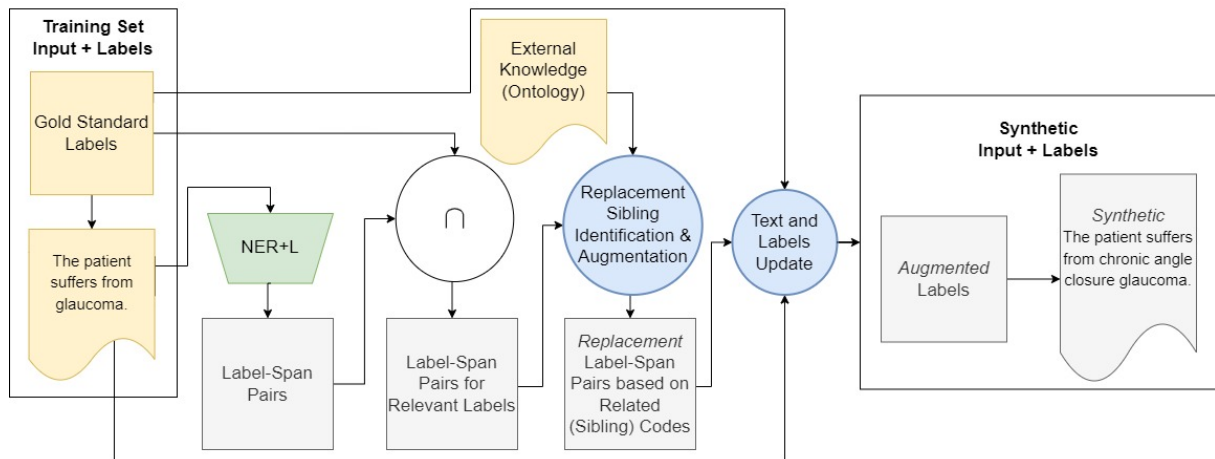 Training Set
Input + Labels
Gold Standard
Labels
The patient
suffers from
glaucoma.
NER+L
Label-Span
Pairs
∩
Label-Span
Pairs for
Relevant Labels
External
Knowledge
(Ontology)
Replacement
Sibling
Identification &
Augmentation
Replacement
Label-Span
Pairs based on
Related
(Sibling) Codes
Text and
Labels
Update
Synthetic
Input + Labels
Augmented
Labels
Synthetic
The patient suffers
from chronic angle
closure glaucoma.